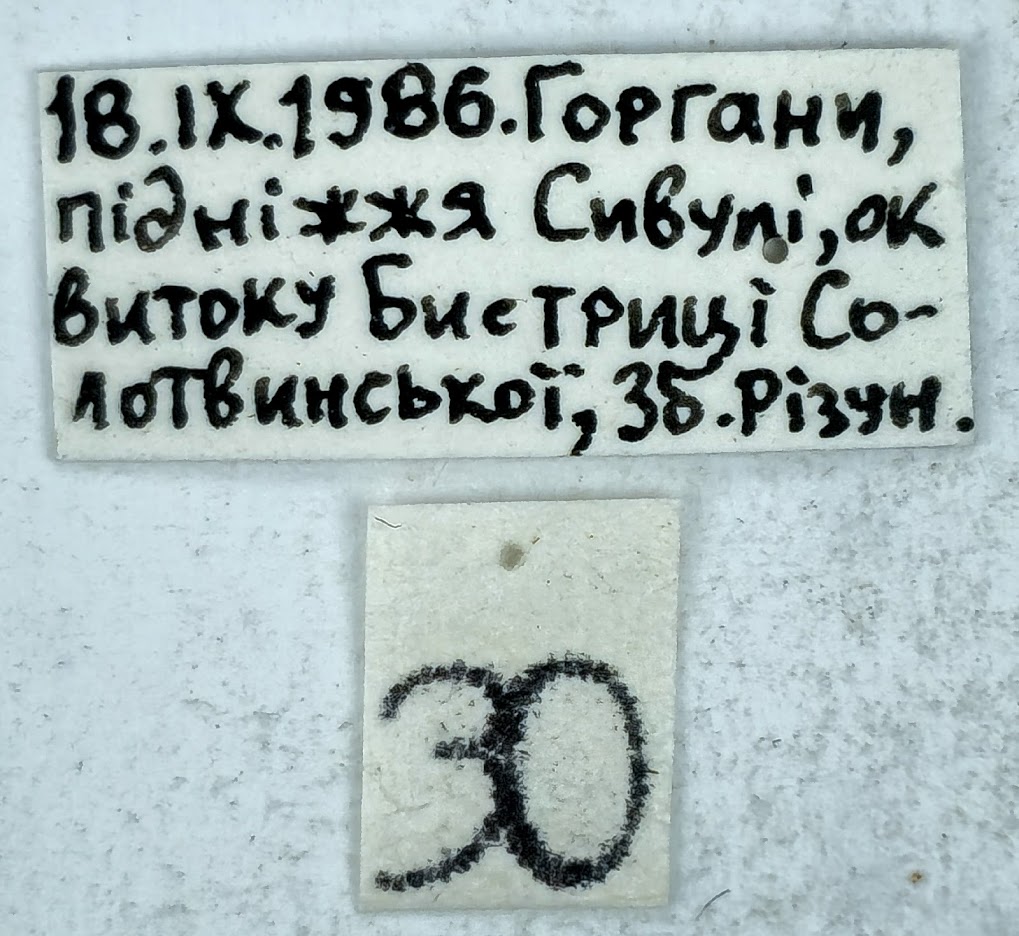 18.IX.1986.Горгани,
підніжжя Сивулі, ок
витоку Бистриці Со-
лотвинської, Зб. Різун.
30